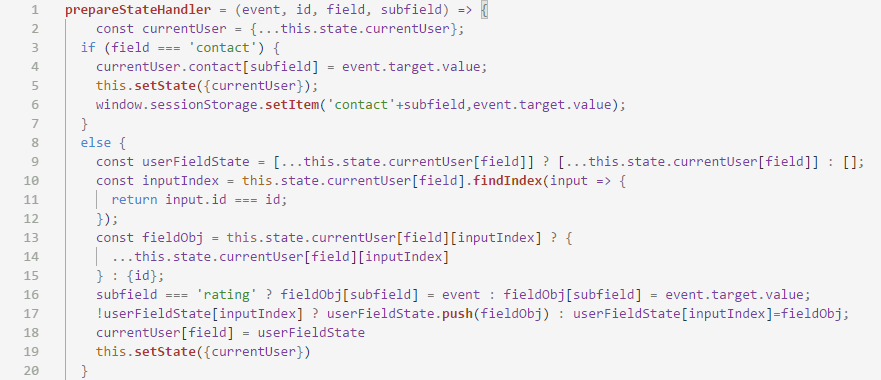 1 prepareStateHandler = (event, id, field, subfield) => {
2 const currentUser = {...this.state.currentUser};
3 if (field === 'contact') {
4 currentUser.contact[subfield] = event.target.value;
5 this.setState({currentUser});
6 window.sessionStorage.setItem('contact'+subfield,event.target.value);
7 }
8 else {
9 const userFieldState = [...this.state.currentUser[field]] ? [...this.state.currentUser[field]] : [];
10 const inputIndex = this.state.currentUser[field].findIndex(input => {
11 return input.id === id;
12 });
13 const fieldObj = this.state.currentUser[field][inputIndex] ? {
14 ...this.state.currentUser[field][inputIndex]
15 } : {id};
16 subfield === 'rating' ? fieldObj[subfield] = event : fieldObj[subfield] = event.target.value;
17 !userFieldState[inputIndex] ? userFieldState.push(fieldObj) : userFieldState[inputIndex]=fieldObj;
18 currentUser[field] = userFieldState
19 this.setState({currentUser})
20 }